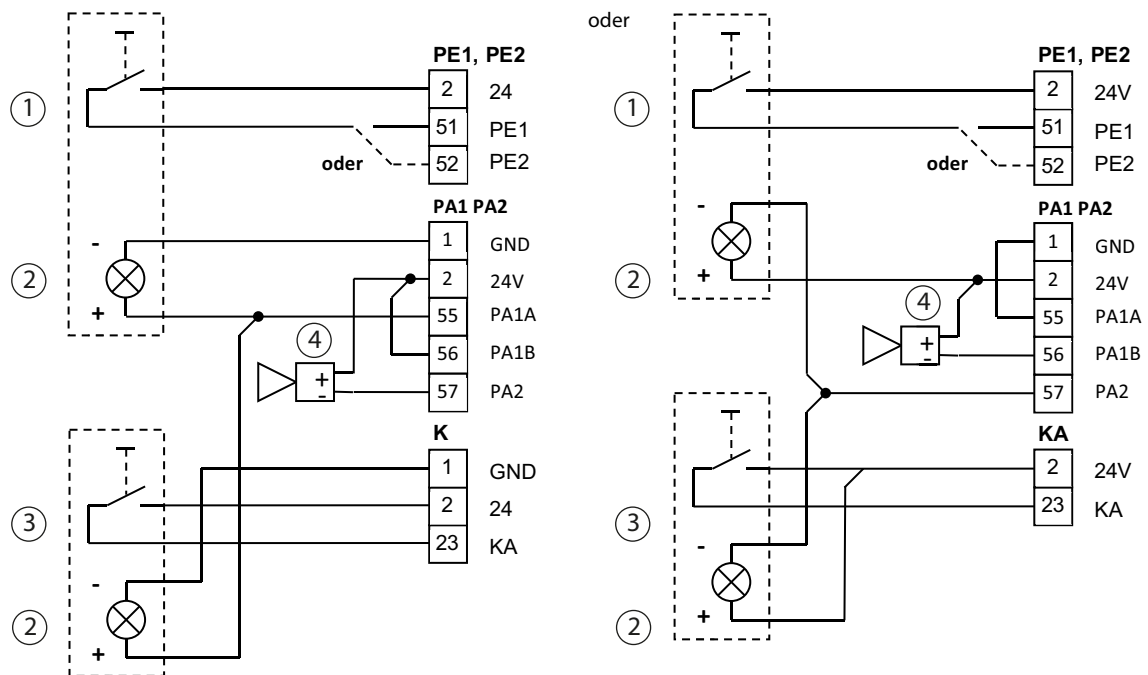 PE1, PE2
1
2 24
51 PE1
oder 52 PE2
PA1 PA2
- 1 GND
2 2 24V
+ 55 PA1A
4 + 56 PA1B
- 57 PA2
K
1 GND
2 24
3
23 KA
-
2
+
oder
PE1, PE2
1
2 24V
51 PE1
oder 52 PE2
- PA1 PA2
1 GND
2 2 24V
+ 4 55 PA1A
+ 56 PA1B
-
57 PA2
KA
2 24V
3 23 KA
-
2
+